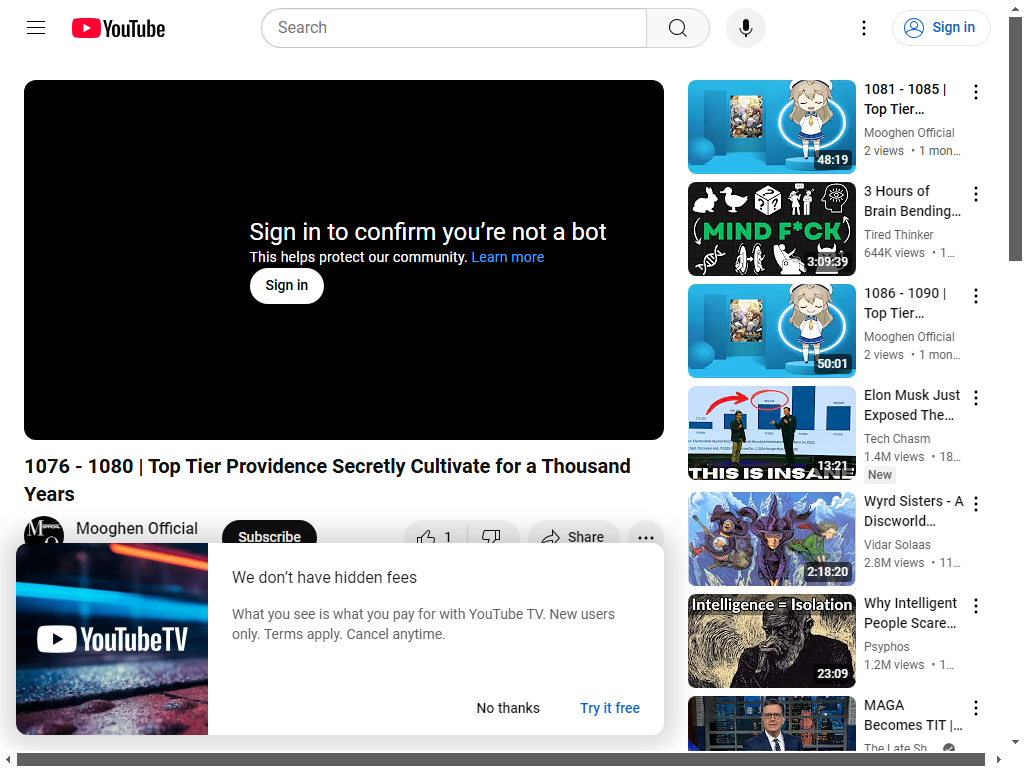 YouTube
Search
Sign in
Sign in to confirm you’re not a bot
This helps protect our community. Learn more
Sign in
1076 - 1080 | Top Tier Providence Secretly Cultivate for a Thousand
Years
Mooghen Official
Subscribe
1
Share
YouTubeTV
We don’t have hidden fees
What you see is what you pay for with YouTube TV. New users
only. Terms apply. Cancel anytime.
No thanks
Try it free
48:19
1081 - 1085 |
Top Tier…
Mooghen Official
2 views • 1 mon…
MIND F*CK
3:09:39
3 Hours of
Brain Bending…
Tired Thinker
644K views • 1…
50:01
1086 - 1090 |
Top Tier…
Mooghen Official
2 views • 1 mon…
THIS IS INSANE
13:21
Elon Musk Just
Exposed The…
Tech Chasm
1.4M views • 18…
New
2:18:20
Wyrd Sisters - A
Discworld…
Vidar Solaas
2.8M views • 11…
Intelligence = Isolation
23:09
Why Intelligent
People Scare…
Psyphos
1.2M views • 1…
MAGA
Becomes TIT |…
The Late Sh…